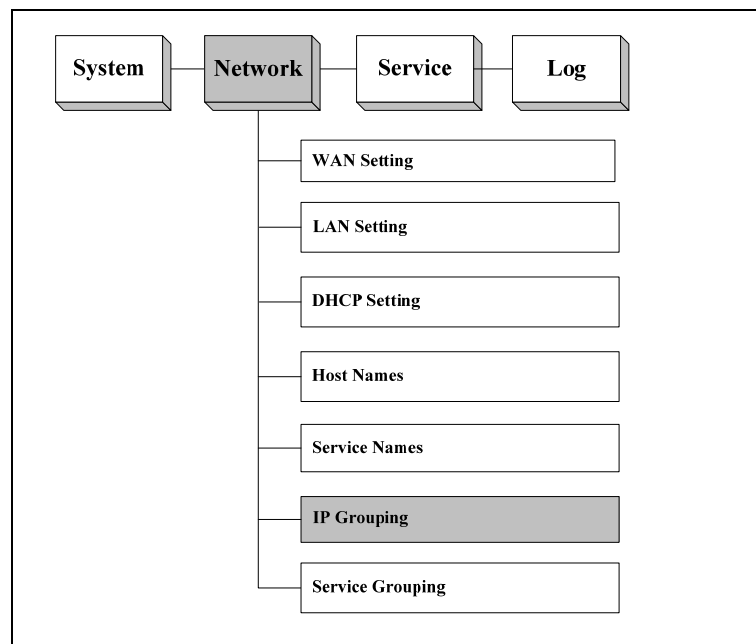 System
Network
Service
Log
WAN Setting
LAN Setting
DHCP Setting
Host Names
Service Names
IP Grouping
Service Grouping